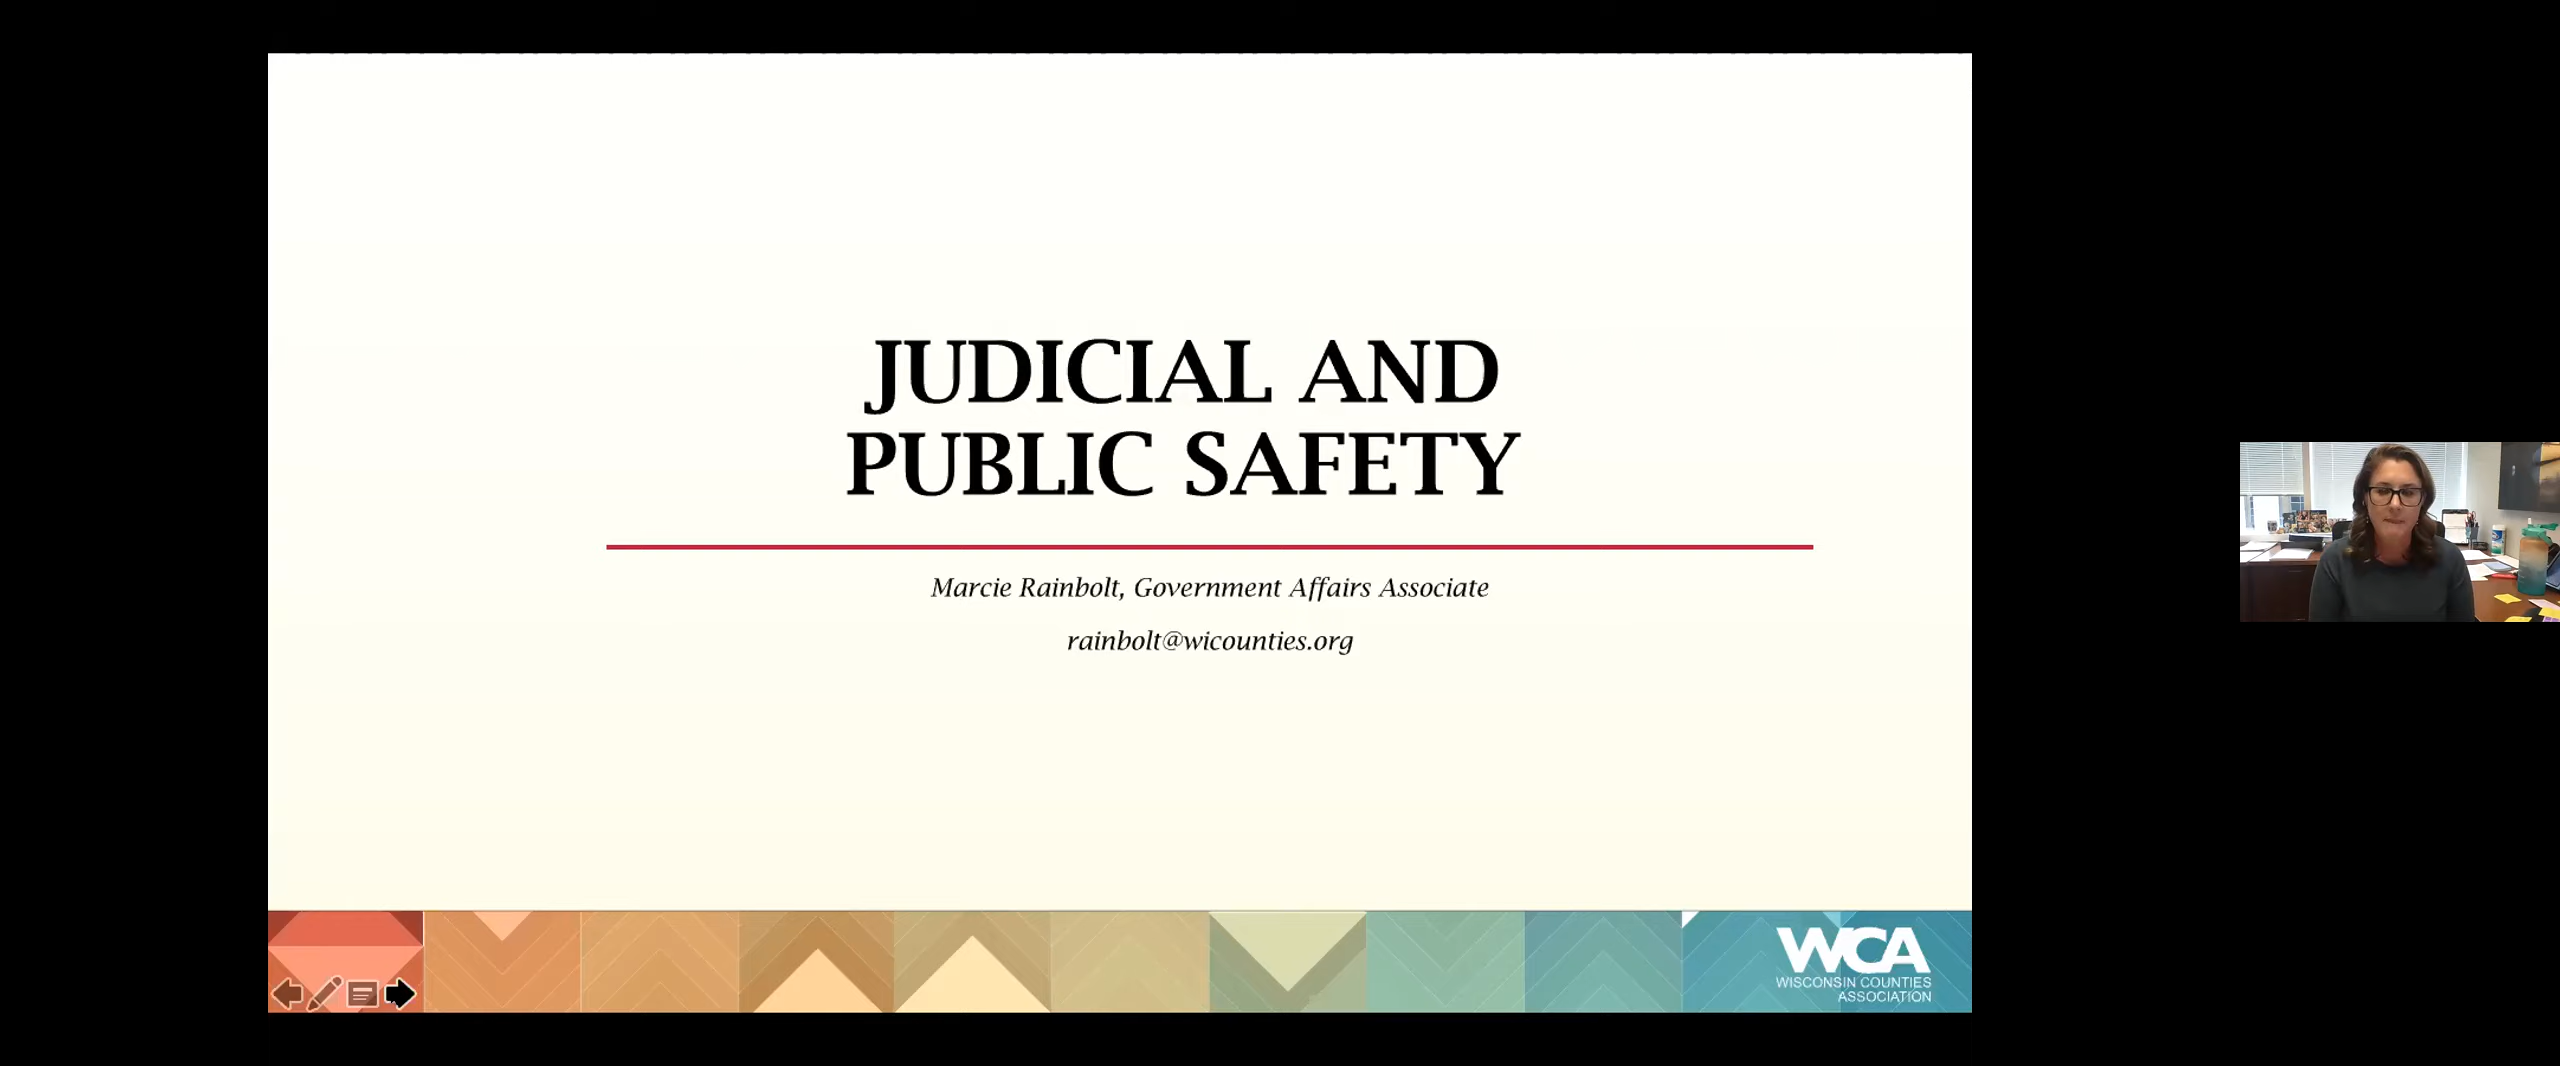 JUDICIAL AND
PUBLIC SAFETY
Marcie Rainbolt, Government Affairs Associate
rainbolt@wicounties.org
WCA
WISCONSIN COUNTIES
ASSOCIATION